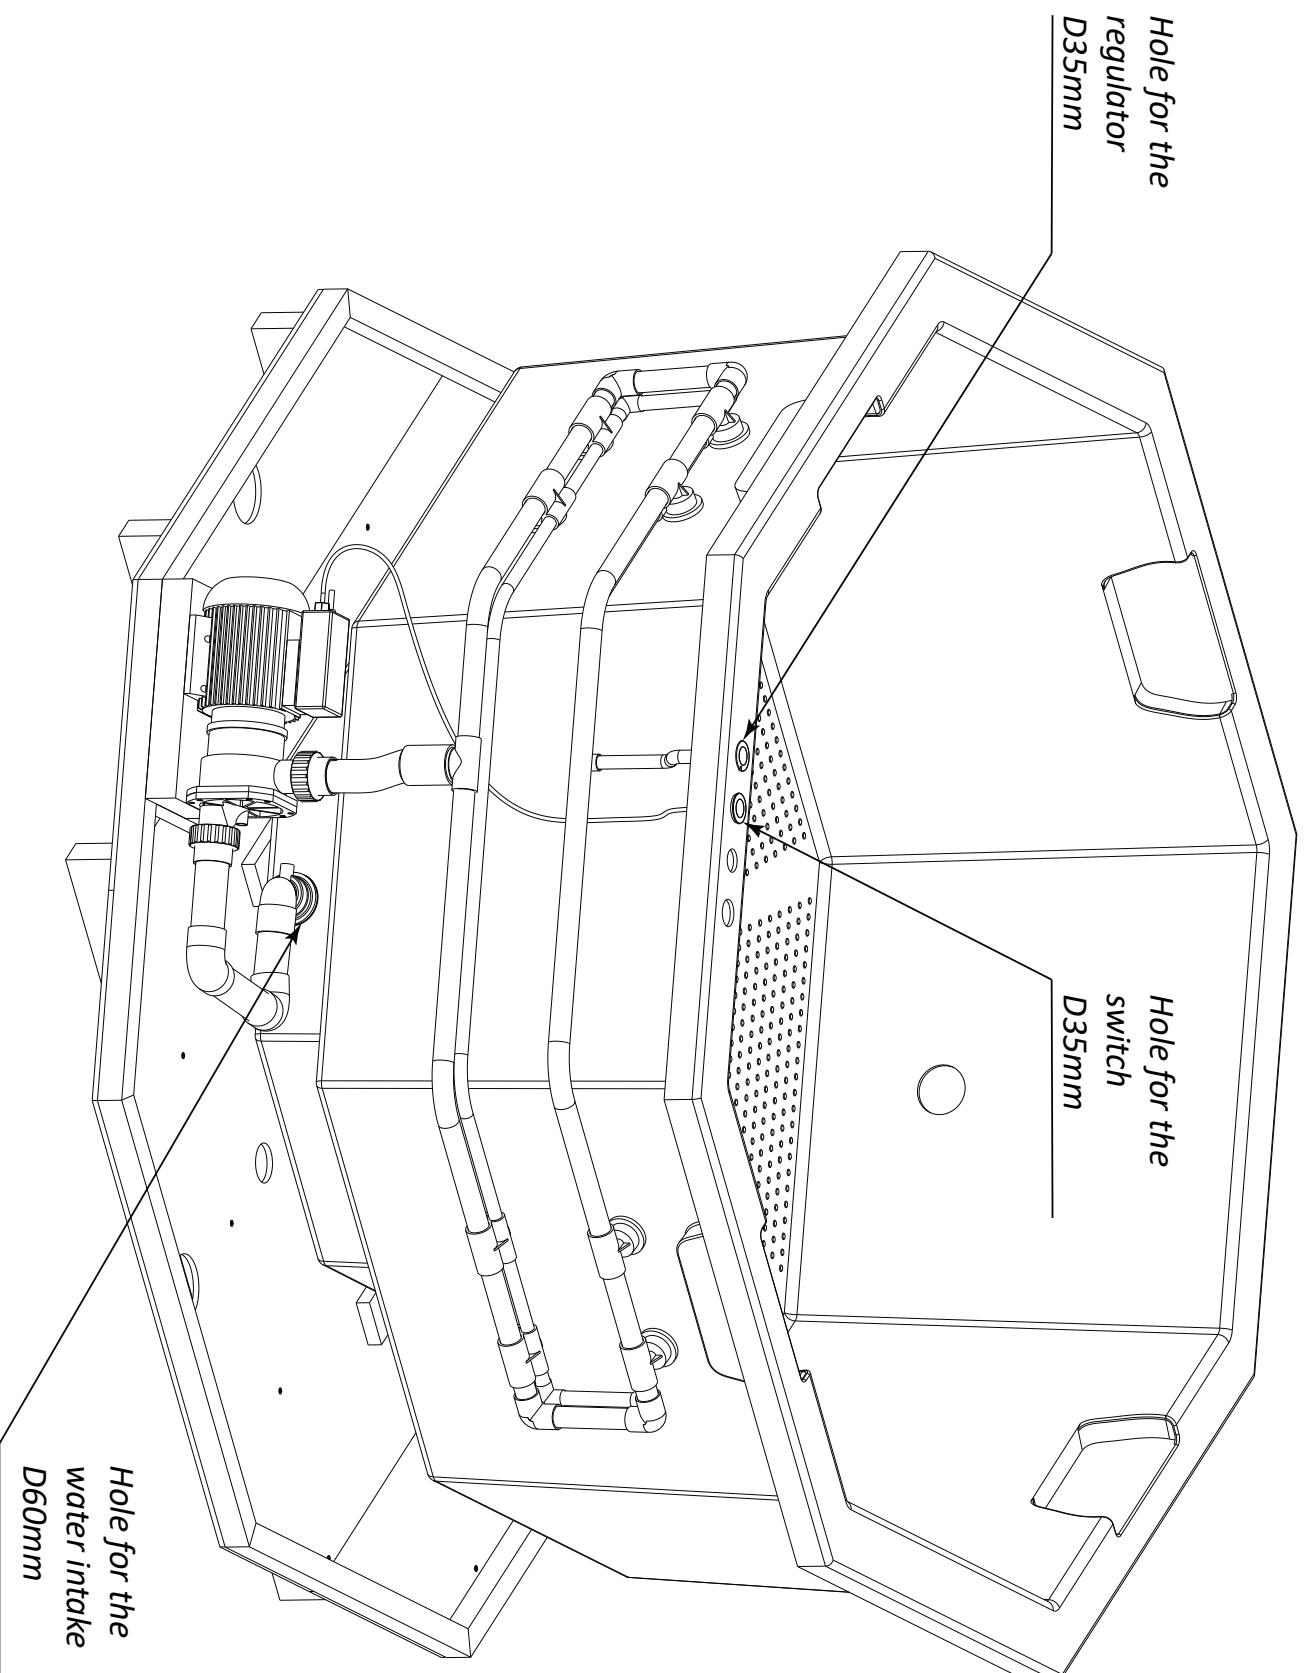 Hole for the
regulator
D35mm
Hole for the
switch
D35mm
Hole for the
water intake
D60mm